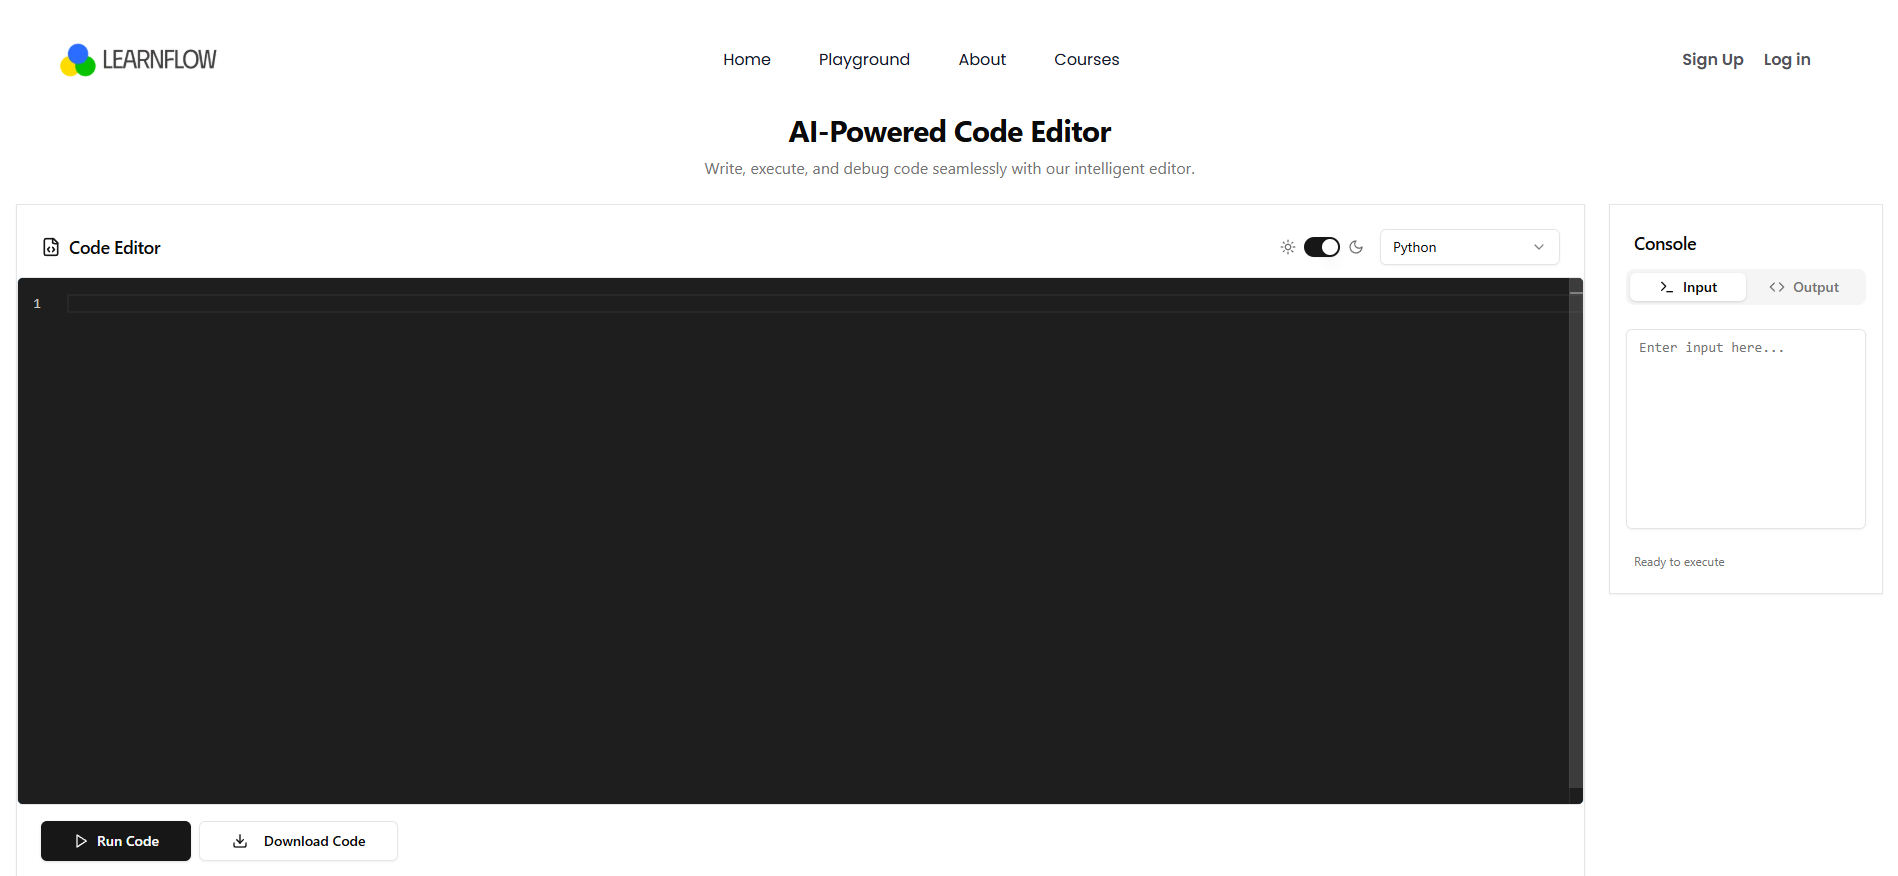 LEARNFLOW
Home Playground About Courses
Sign Up Log in
AI-Powered Code Editor
Write, execute, and debug code seamlessly with our intelligent editor.
Code Editor
Python
1
Run Code
Download Code
Console
Input
Output
Enter input here...
Ready to execute